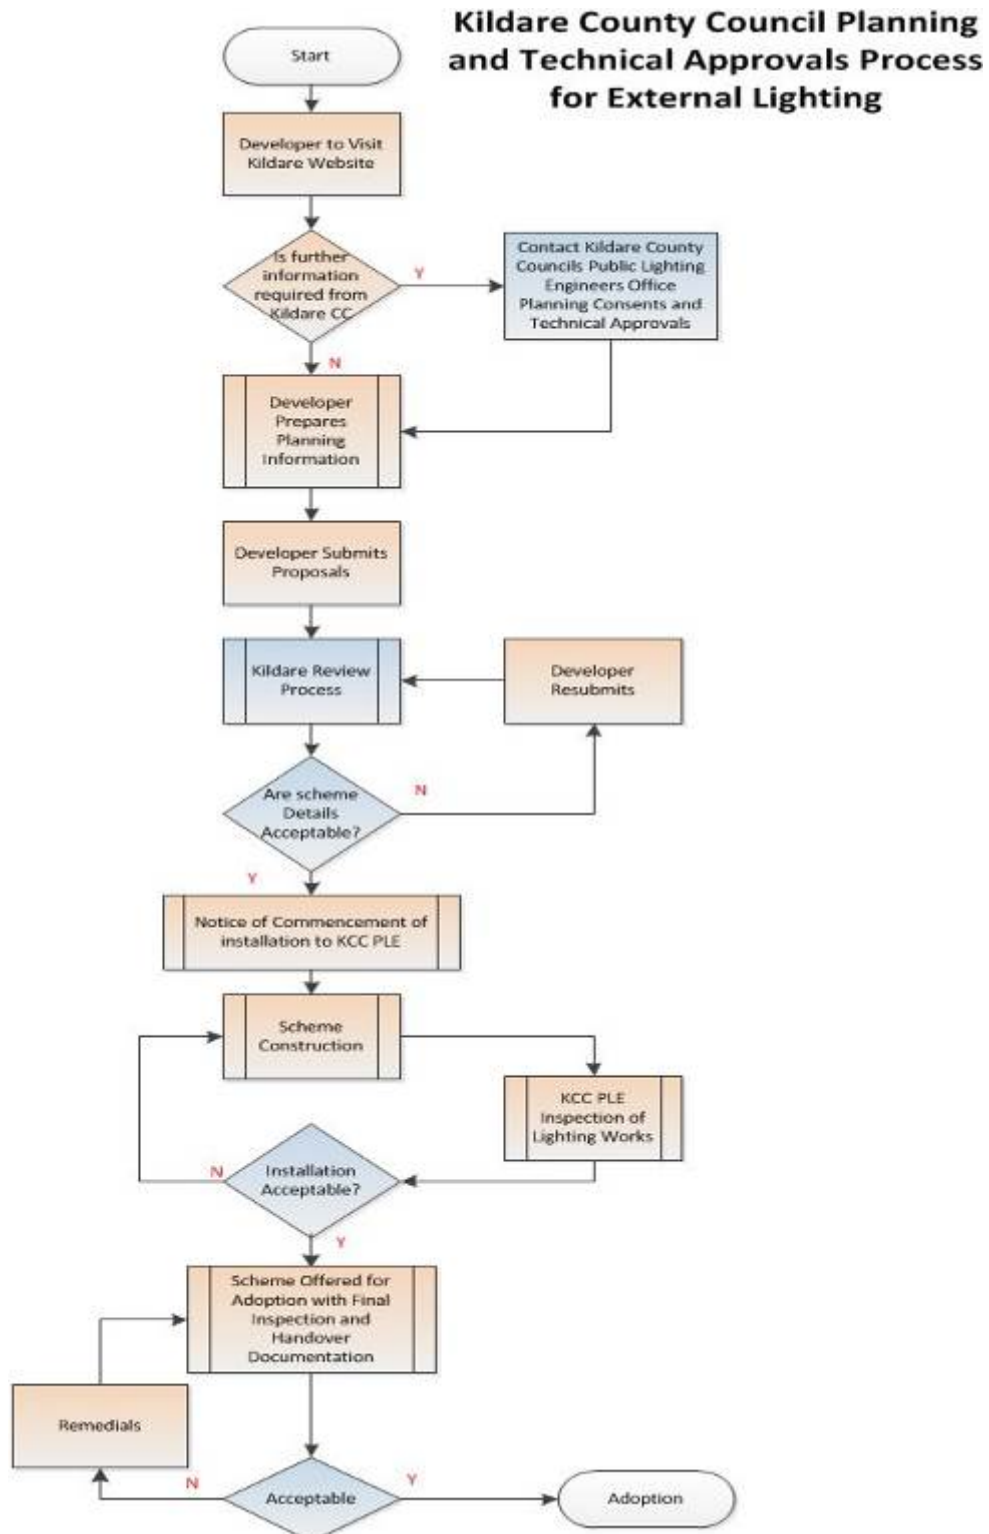 Kildare County Council Planning
and Technical Approvals Process
for External Lighting
Start
Developer to Visit
Kildare Website
Is further
information
required from
Kildare CC
Y
Contact Kildare County
Councils Public Lighting
Engineers Office
Planning Consents and
Technical Approvals
N
Developer
Prepares
Planning
Information
Developer Submits
Proposals
Kildare Review
Process
Developer
Resubmits
Are scheme
Details
Acceptable?
N
Y
Notice of Commencement of
installation to KCC PLE
Scheme
Construction
KCC PLE
Inspection of
Lighting Works
Installation
Acceptable?
N
Y
Scheme Offered for
Adoption with Final
Inspection and
Handover
Documentation
Remedials
N
Acceptable
Y
Adoption